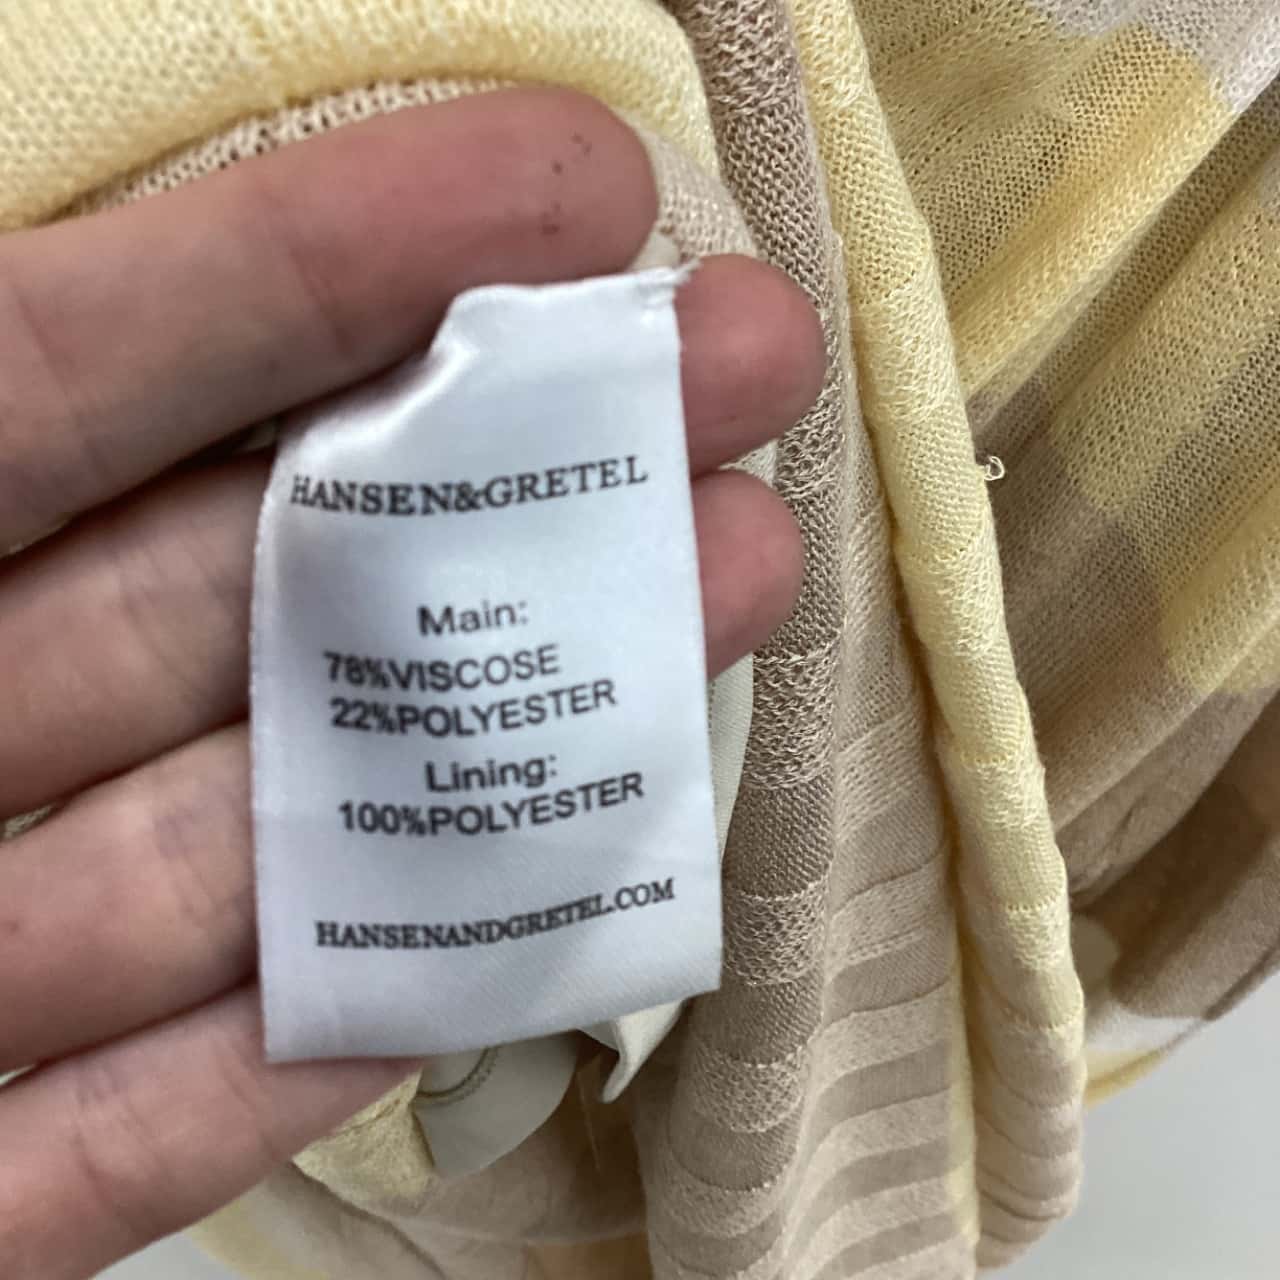 HANSEN&GRETEL
Main:
78%VISCOSE
22%POLYESTER
Lining:
100%POLYESTER
HANSENANDGRETEL.COM